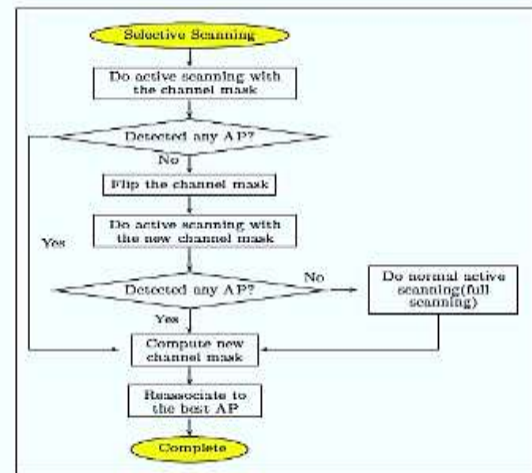 Selective Scanning
Do active scanning with
the channel mask
Detected any AP?
No
Flip the channel mask
Do active scanning with
the new channel mask
Yes
Detected any AP?
No
Do normal active
scanning(full
scanning)
Yes
Compute new
channel mask
Reassociate to
the best AP
Complete